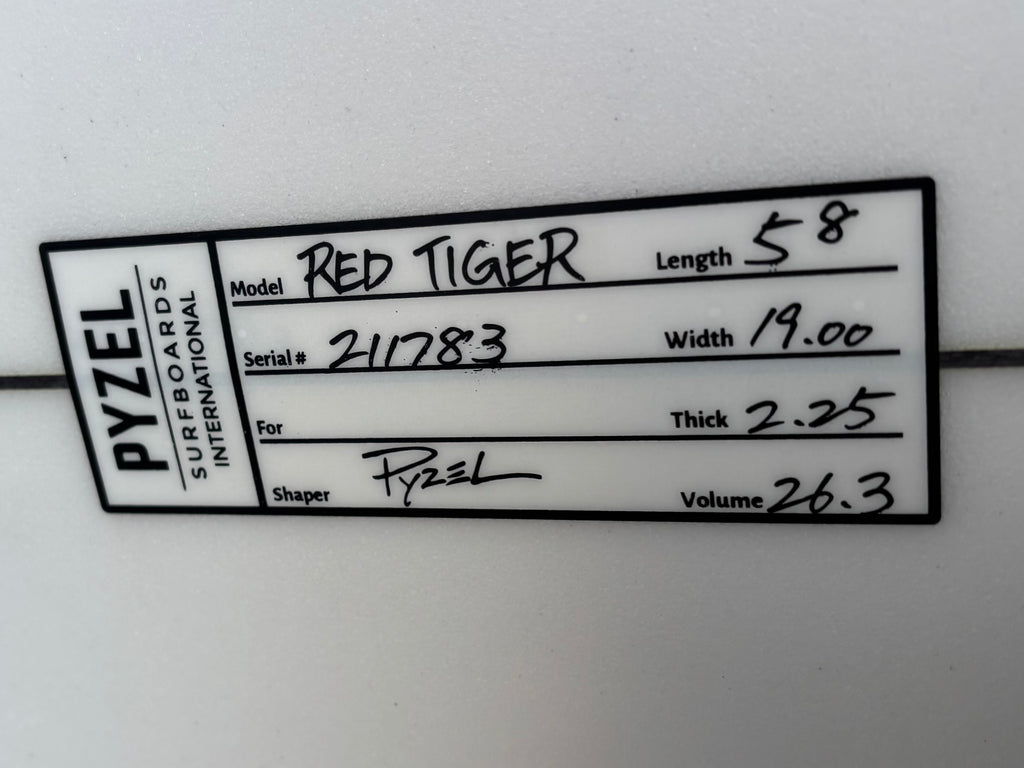 PYZEL
SURFBOARDS
INTERNATIONAL
Model RED TIGER Length 5 8
Serial# 211783 Width 19.00
For Thick 2.25
Shaper PYZEL Volume 26.3